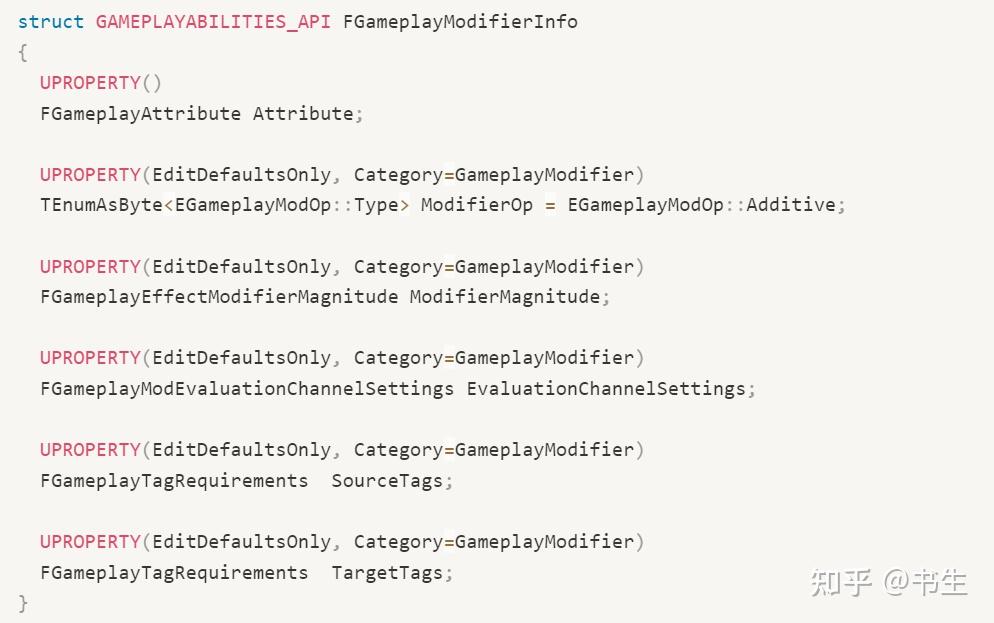 struct GAMEPLAYABILITIES_API FGameplayModifierInfo
{
UPROPERTY()
FGameplayAttribute Attribute;
UPROPERTY(EditDefaultsOnly, Category=GameplayModifier)
TEnumAsByte<EGameplayModOp::Type> ModifierOp = EGameplayModOp::Additive;
UPROPERTY(EditDefaultsOnly, Category=GameplayModifier)
FGameplayEffectModifierMagnitude ModifierMagnitude;
UPROPERTY(EditDefaultsOnly, Category=GameplayModifier)
FGameplayModEvaluationChannelSettings EvaluationChannelSettings;
UPROPERTY(EditDefaultsOnly, Category=GameplayModifier)
FGameplayTagRequirements  SourceTags;
UPROPERTY(EditDefaultsOnly, Category=GameplayModifier)
FGameplayTagRequirements  TargetTags;
}
知乎 @书生